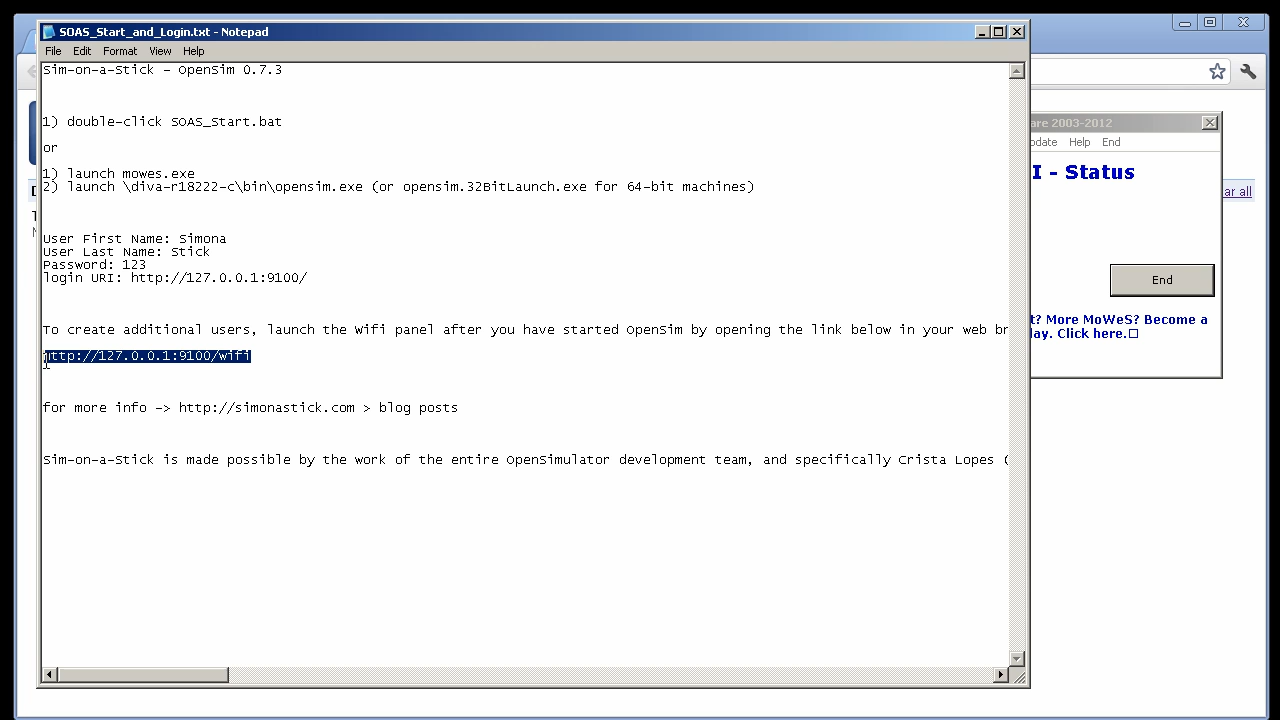 SOAS_Start_and_Login.txt - Notepad
File Edit Format View Help
Sim-on-a-Stick - OpenSim 0.7.3
1) double-click SOAS_Start.bat
or
1) launch mowes.exe
2) launch \diva-r18222-c\bin\opensim.exe (or opensim.32BitLaunch.exe for 64-bit machines)
User First Name: Simona
User Last Name: Stick
Password: 123
login URI: http://127.0.0.1:9100/
To create additional users, launch the Wifi panel after you have started OpenSim by opening the link below in your web br
http://127.0.0.1:9100/wifi
for more info -> http://simonastick.com > blog posts
Sim-on-a-Stick is made possible by the work of the entire OpenSimulator development team, and specifically Crista Lopes (
are 2003-2012
pdate Help End
I - Status
End
t? More MoWeS? Become a
day. Click here.
ar all